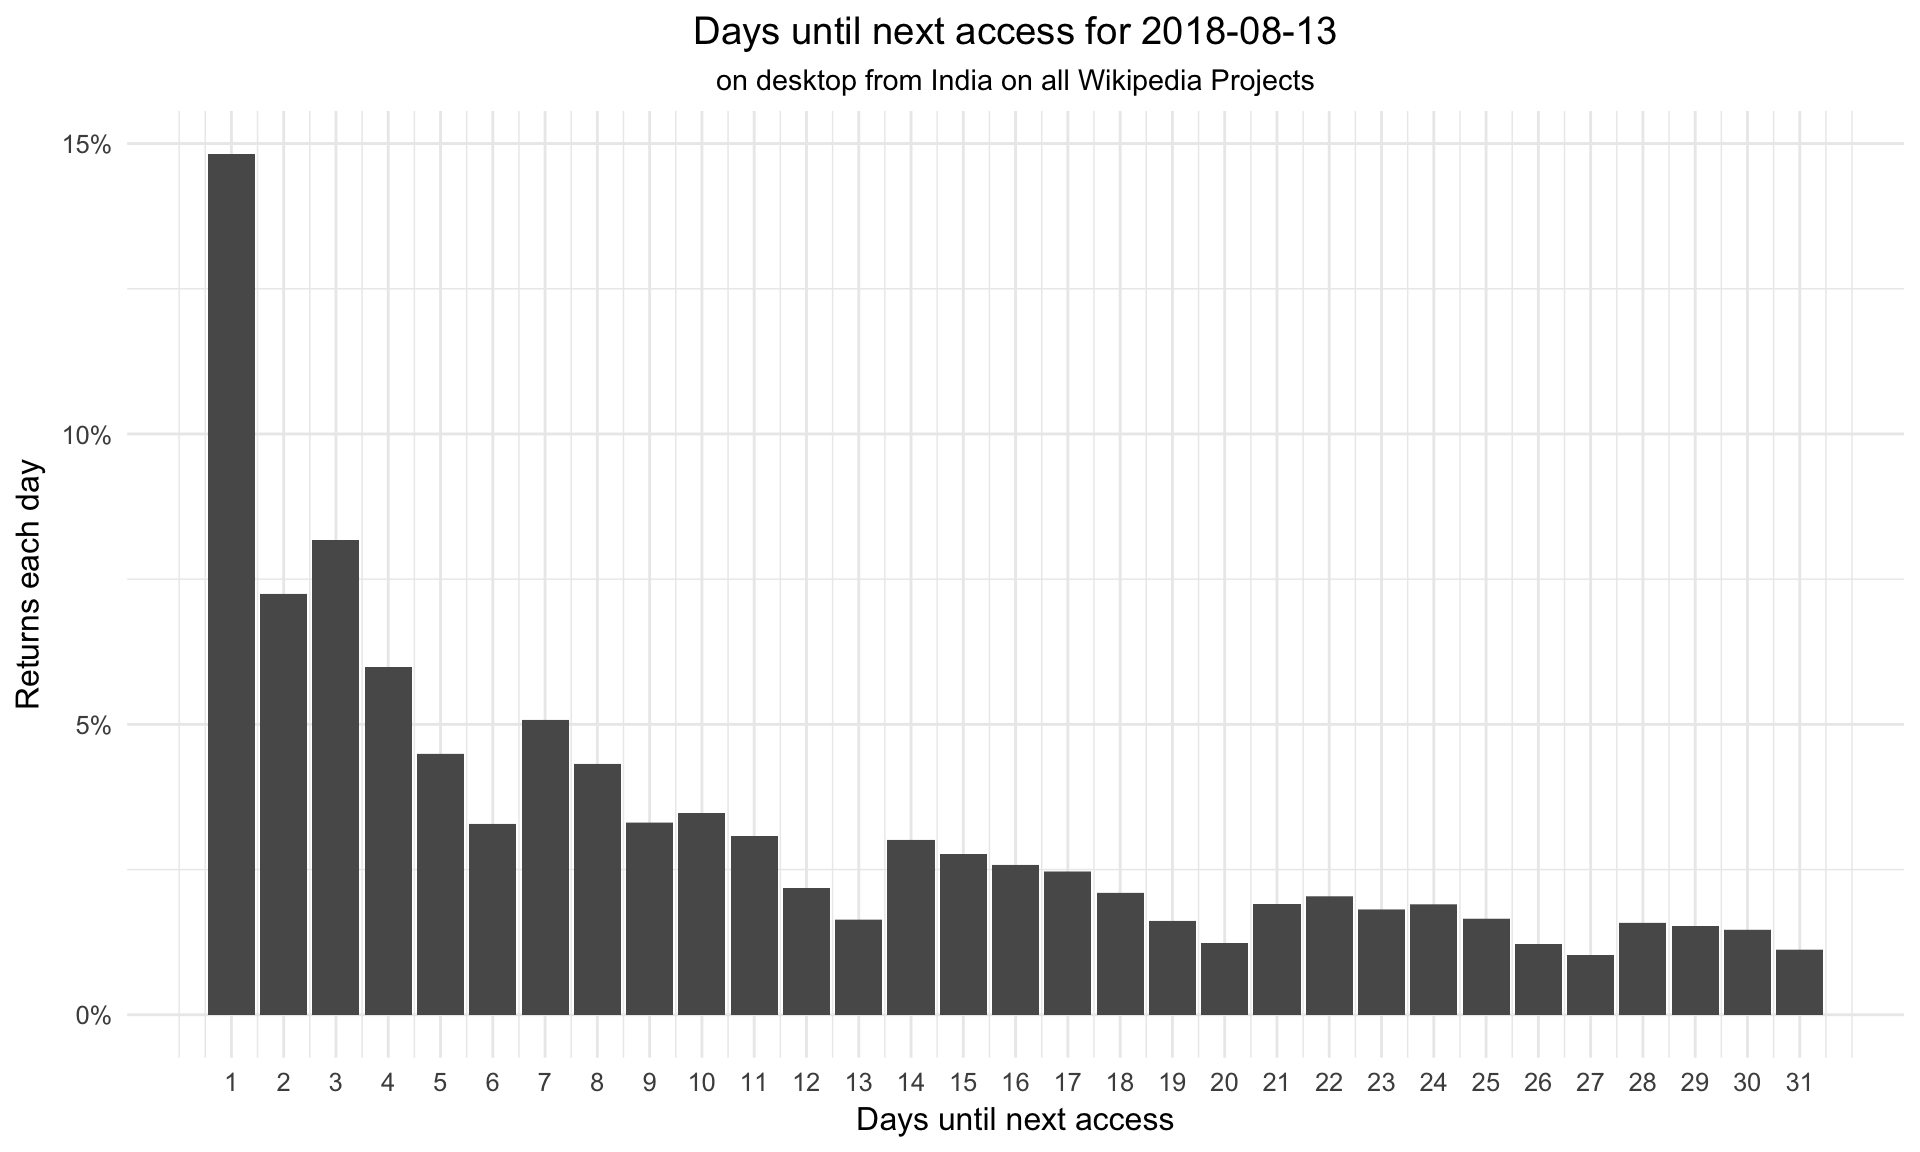 Days until next access for 2018-08-13
on desktop from India on all Wikipedia Projects
15%
10%
5%
0%
Returns each day
1 2 3 4 5 6 7 8 9 10 11 12 13 14 15 16 17 18 19 20 21 22 23 24 25 26 27 28 29 30 31
Days until next access